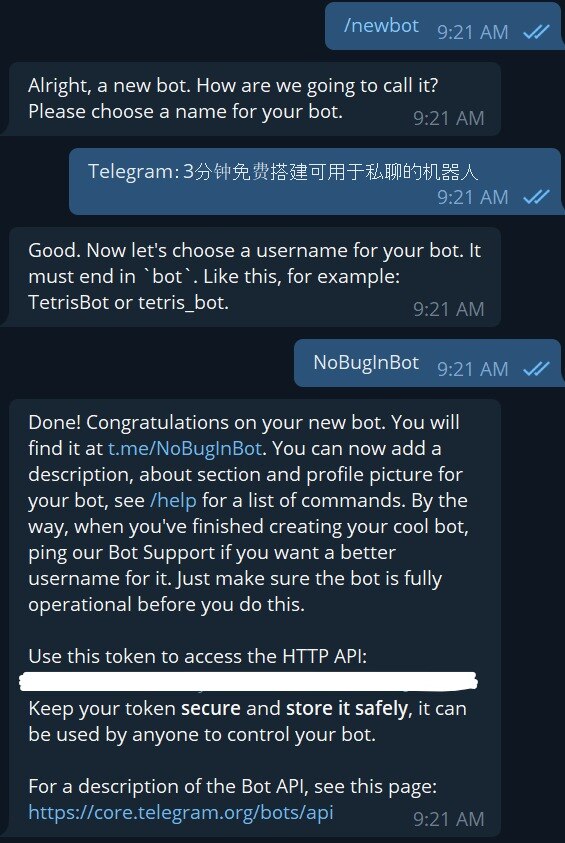 /newbot 9:21 AM
Alright, a new bot. How are we going to call it?
Please choose a name for your bot. 9:21 AM
Telegram: 3分钟免费搭建可用于私聊的机器人
9:21 AM
Good. Now let's choose a username for your bot. It
must end in `bot`. Like this, for example:
TetrisBot or tetris_bot. 9:21 AM
NoBugInBot 9:21 AM
Done! Congratulations on your new bot. You will
find it at t.me/NoBugInBot. You can now add a
description, about section and profile picture for
your bot, see /help for a list of commands. By the
way, when you've finished creating your cool bot,
ping our Bot Support if you want a better
username for it. Just make sure the bot is fully
operational before you do this.
Use this token to access the HTTP API:
Keep your token secure and store it safely, it can
be used by anyone to control your bot.
For a description of the Bot API, see this page:
https://core.telegram.org/bots/api 9:21 AM